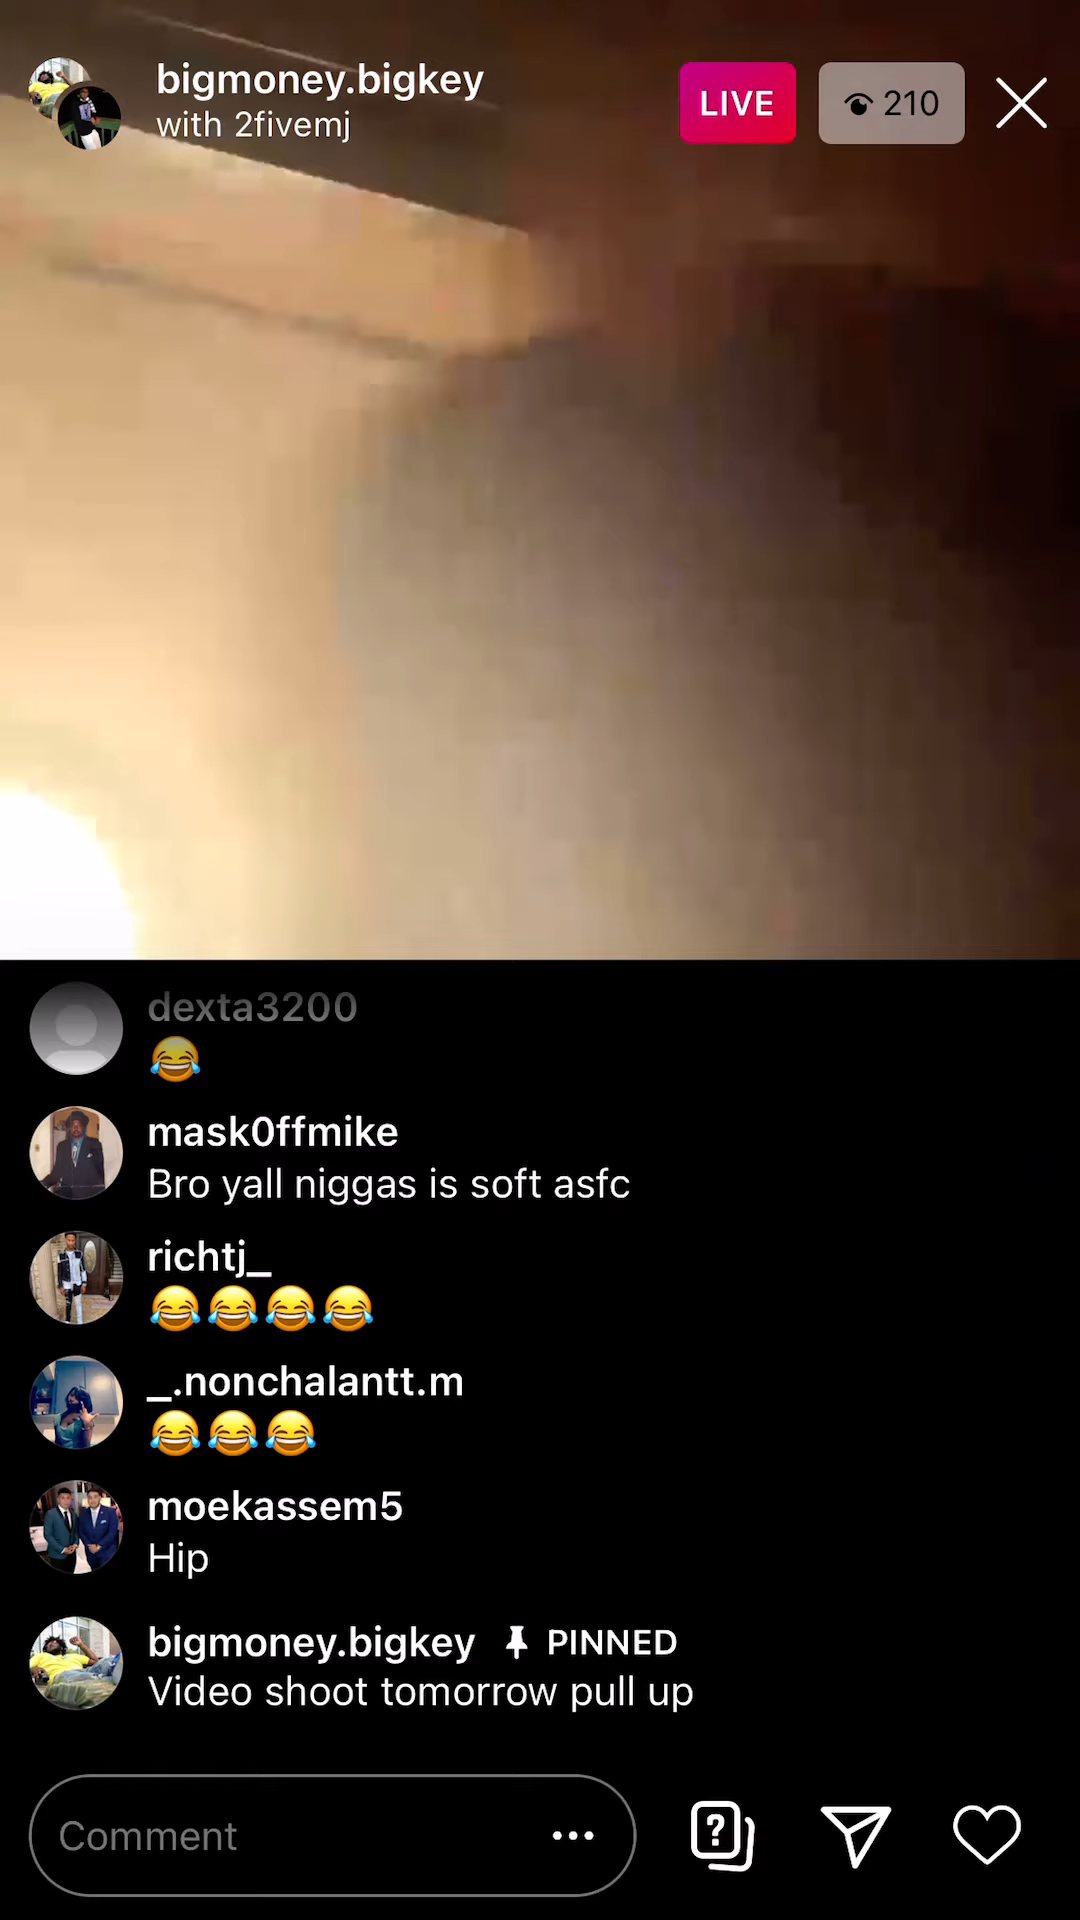 bigmoney.bigkey
LIVE
210
with 2fivemj
dexta3200
😂
mask0ffmike
Bro yall niggas is soft asfc
richtj_
😂😂😂😂
_.nonchalantt.m
😂😂😂
moekassem5
Hip
bigmoney.bigkey PINNED
Video shoot tomorrow pull up
Comment
?